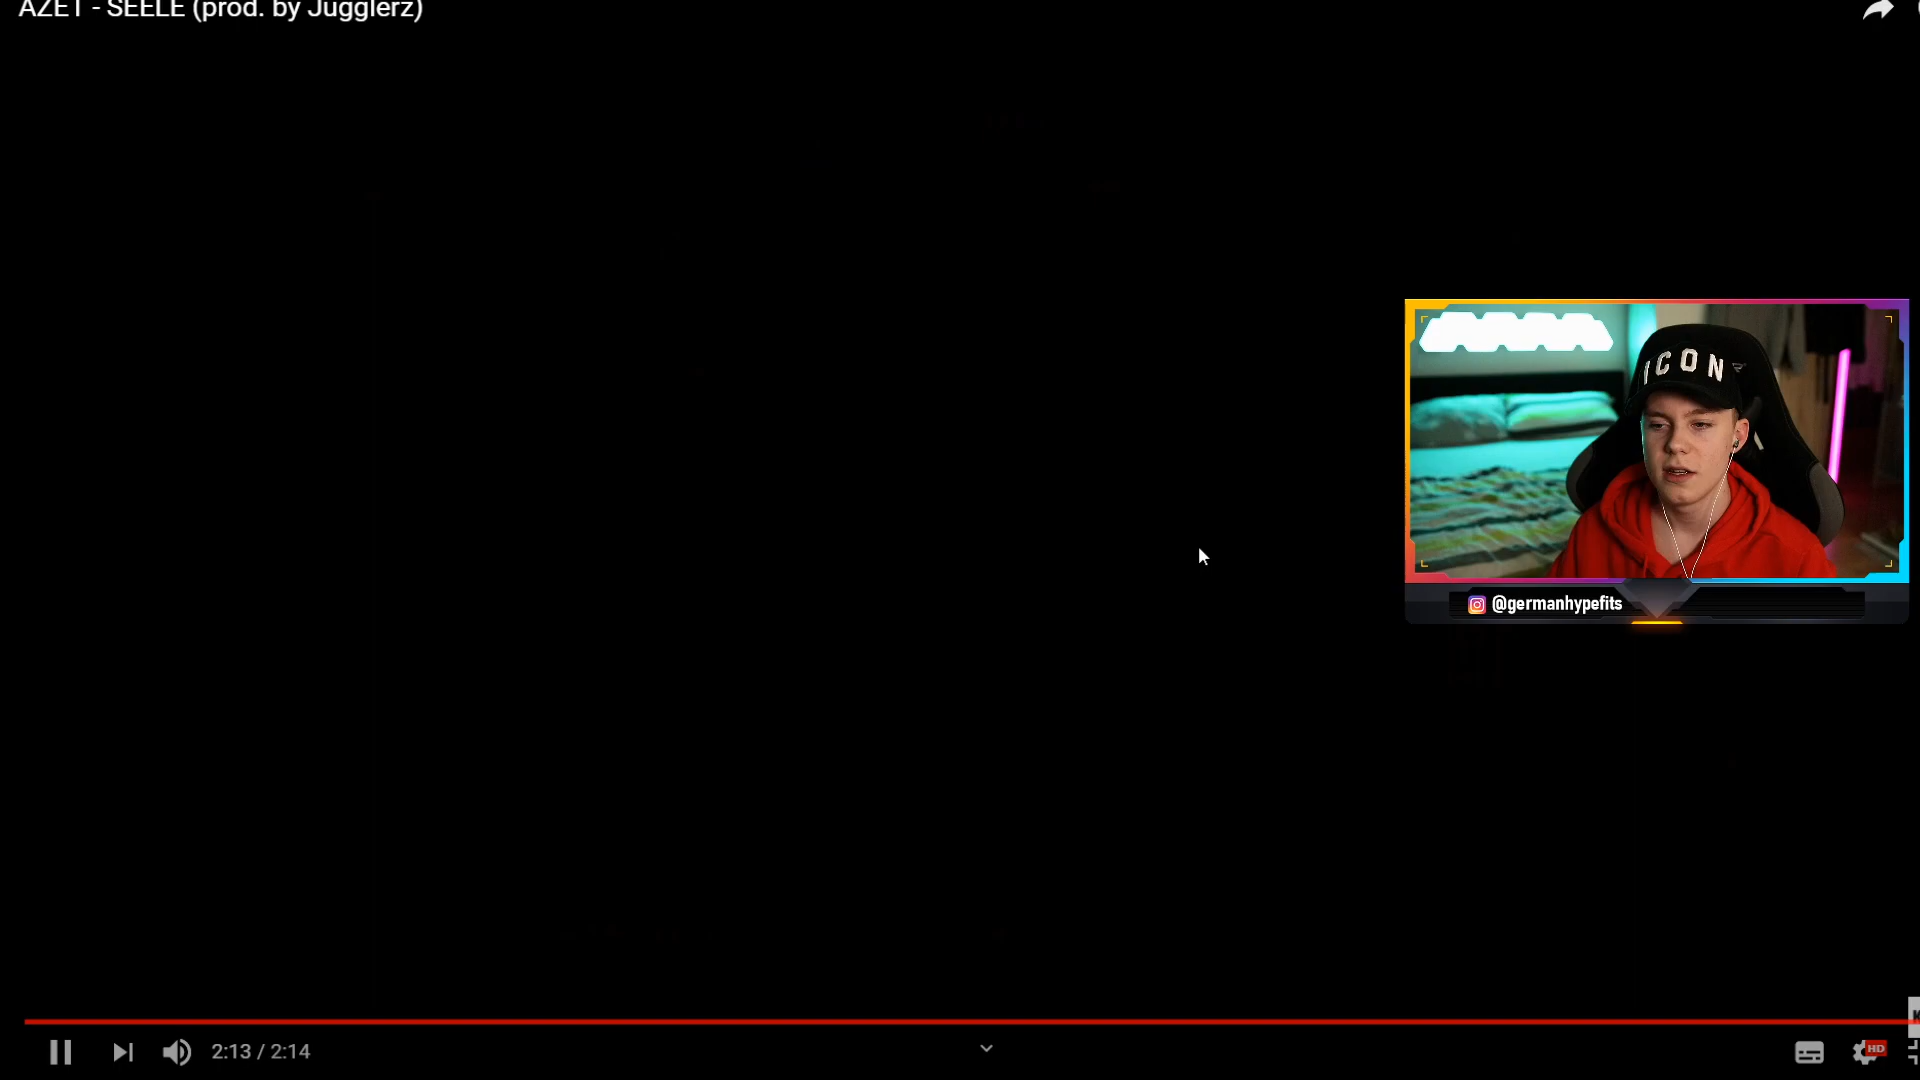 AZET - SEELE (prod. by Jugglerz)
ICON
@germanhypefits
2:13 / 2:14
HD